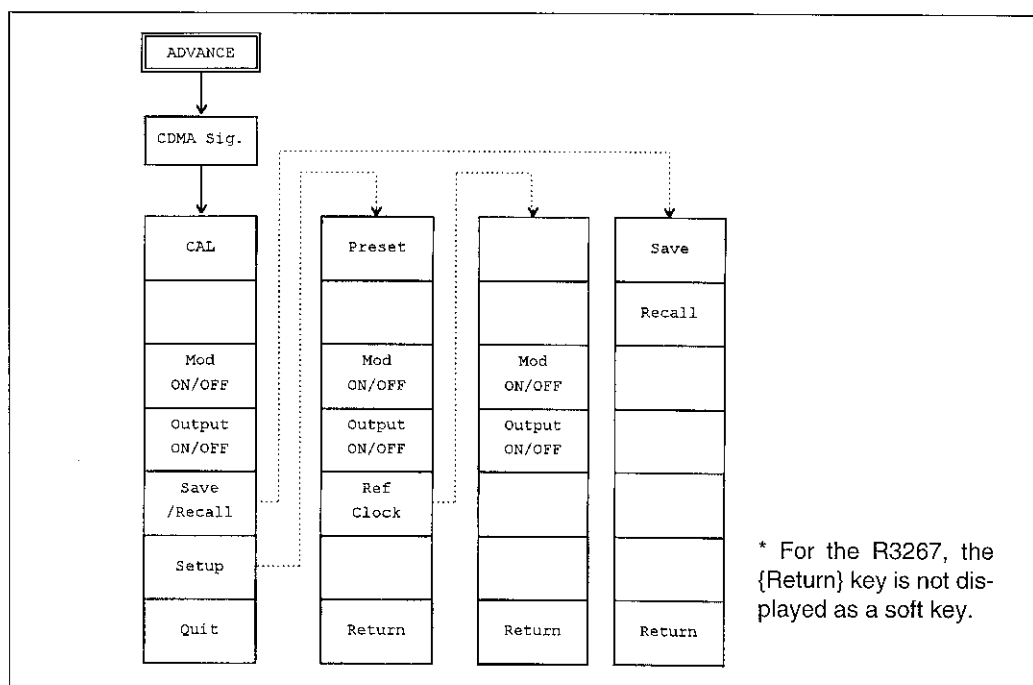 ADVANCE
CDMA Sig.
CAL
Mod
ON/OFF
Output
ON/OFF
Save
/Recall
Setup
Quit
Preset
Mod
ON/OFF
Output
ON/OFF
Ref
Clock
Return
Mod
ON/OFF
Output
ON/OFF
Return
Save
Recall
Return
* For the R3267, the
{Return} key is not dis-
played as a soft key.